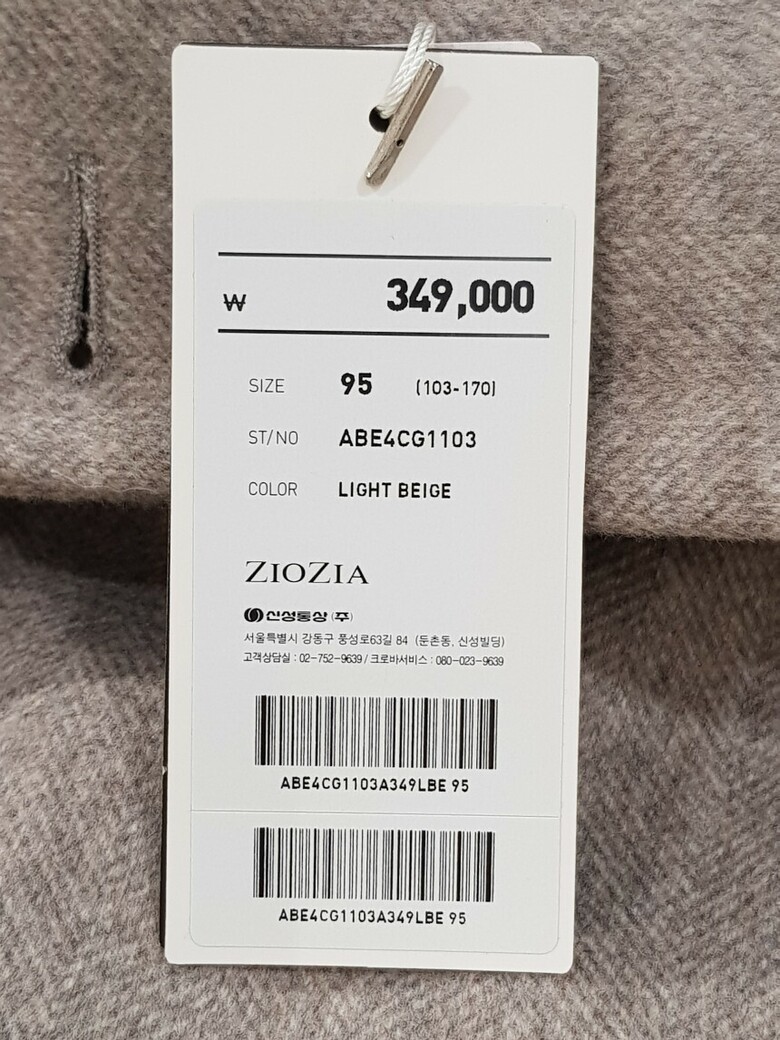 ₩ 349,000
SIZE 95 (103-170)
ST/NO ABE4CG1103
COLOR LIGHT BEIGE
ZIOZIA
신성통상(주)
서울특별시 강동구 풍성로63길 84 (둔촌동, 신성빌딩)
고객상담실 : 02-752-9639 / 크로바서비스 : 080-023-9639
ABE4CG1103A349LBE 95
ABE4CG1103A349LBE 95